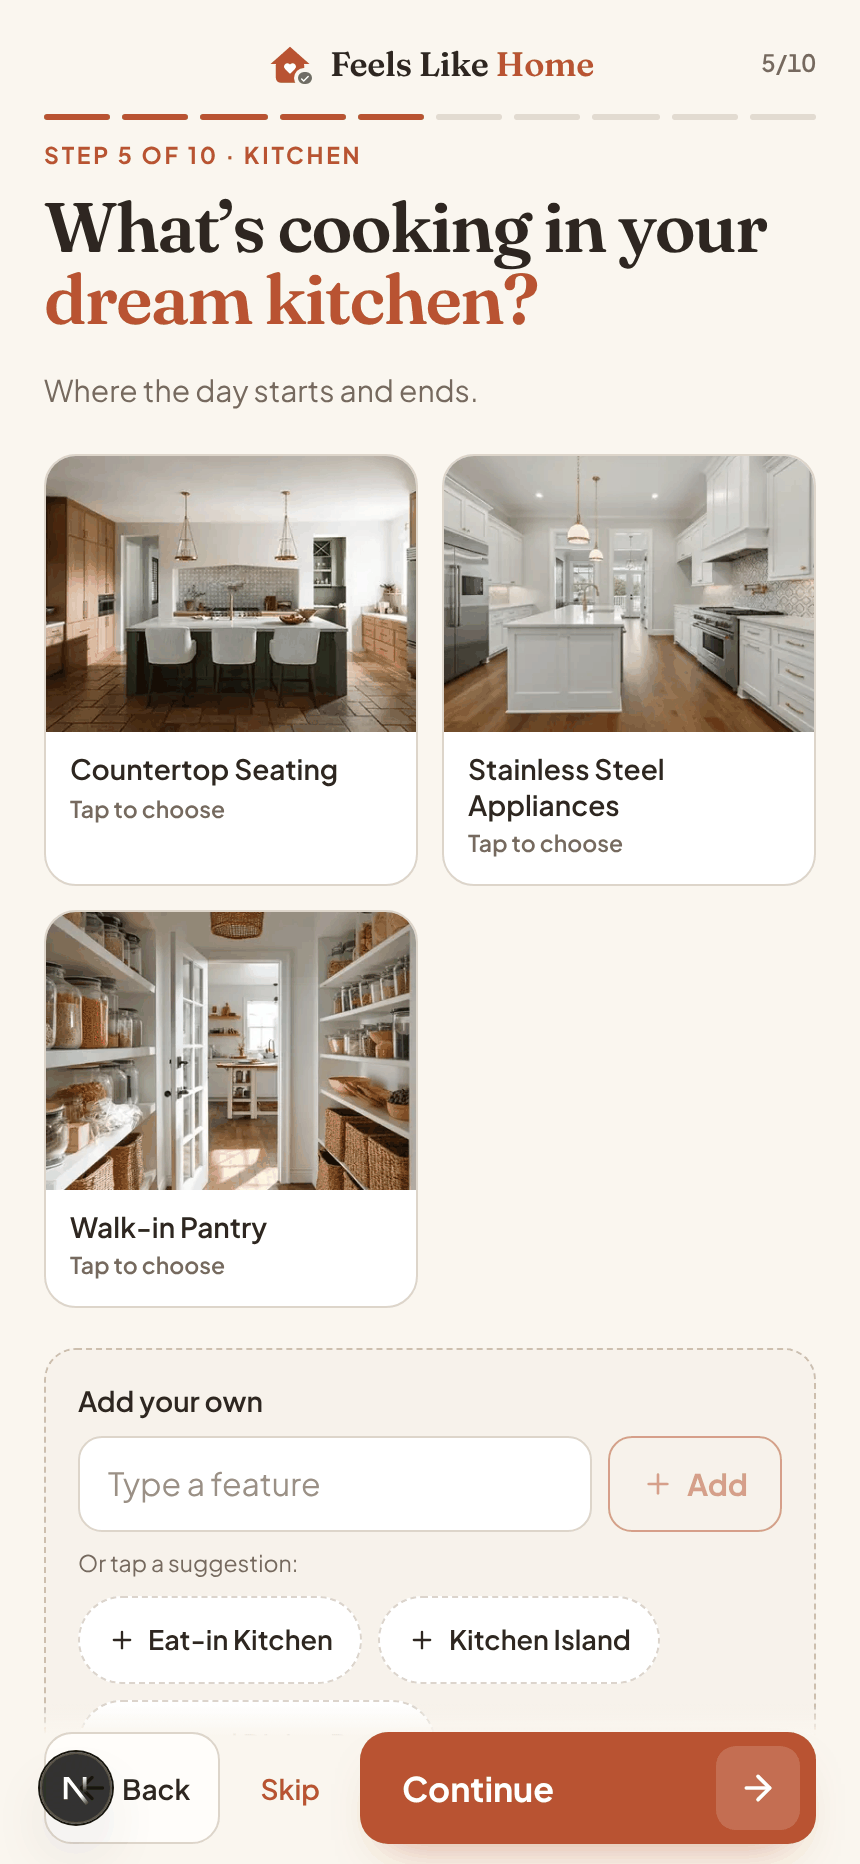 Feels Like Home
5/10
STEP 5 OF 10 · KITCHEN
What’s cooking in your
dream kitchen?
Where the day starts and ends.
Countertop Seating
Tap to choose
Stainless Steel
Appliances
Tap to choose
Walk-in Pantry
Tap to choose
Add your own
Type a feature
+ Add
Or tap a suggestion:
+ Eat-in Kitchen
+ Kitchen Island
N
Back
Skip
Continue